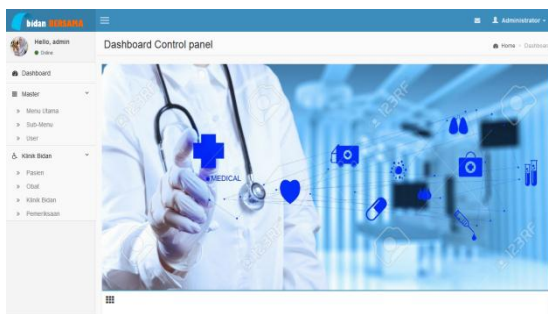 bidan BERSAMA
Administrator
Hello, admin
Online
Dashboard Control panel
Home > Dashboard
Dashboard
Master
Menu Utama
Sub-Menu
User
Klinik Bidan
Pasien
Obat
Klinik Bidan
Pemeriksaan
MEDICAL
123RF
123RF
123RF
123RF